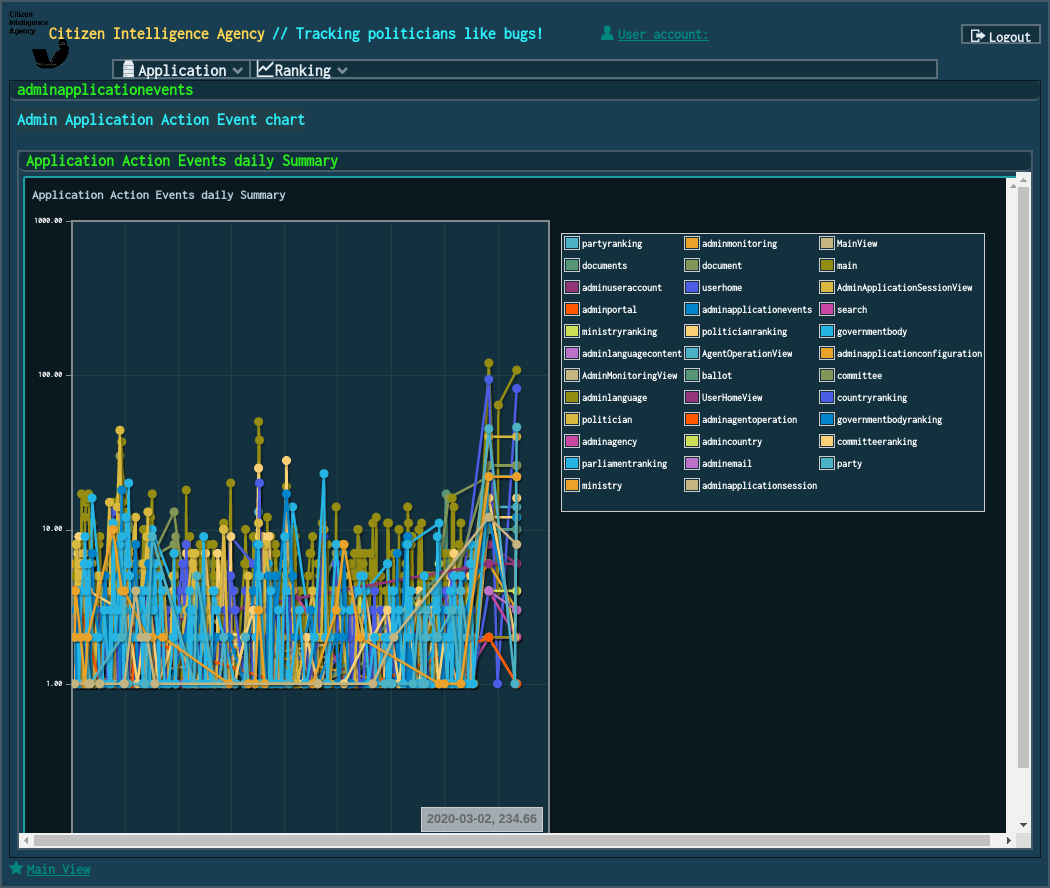 Citizen
Intelligence
Agency
Citizen Intelligence Agency // Tracking politicians like bugs!
User account:
Logout
Application
Ranking
adminapplicationevents
Admin Application Action Event chart
Application Action Events daily Summary
Application Action Events daily Summary
1000.00
100.00
10.00
1.00
partyranking adminmonitoring MainView
documents document main
adminuseraccount userhome AdminApplicationSessionView
adminportal adminapplicationevents search
ministryranking politicianranking governmentbody
adminlanguagecontent AgentOperationView adminapplicationconfiguration
AdminMonitoringView ballot committee
adminlanguage UserHomeView countryranking
politician adminagentoperation governmentbodyranking
adminagency admincountry committeeranking
parliamentranking adminemail party
ministry adminapplicationsession
2020-03-02, 234.66
Main View